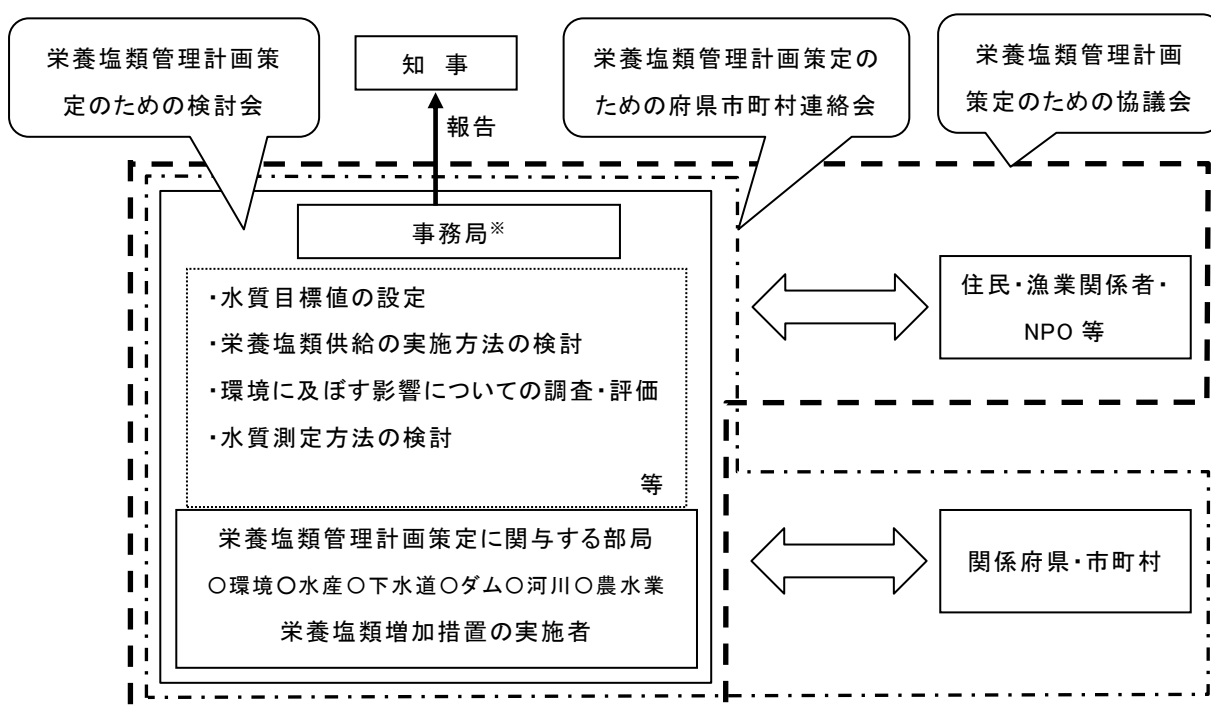 栄養塩類管理計画策
定のための検討会
知 事
報告
栄養塩類管理計画策定の
ための府県市町村連絡会
栄養塩類管理計画
策定のための協議会
事務局※
・水質目標値の設定
・栄養塩類供給の実施方法の検討
・環境に及ぼす影響についての調査・評価
・水質測定方法の検討
等
住民・漁業関係者・
NPO 等
栄養塩類管理計画策定に関与する部局
○環境○水産○下水道○ダム○河川○農水業
栄養塩類増加措置の実施者
関係府県・市町村